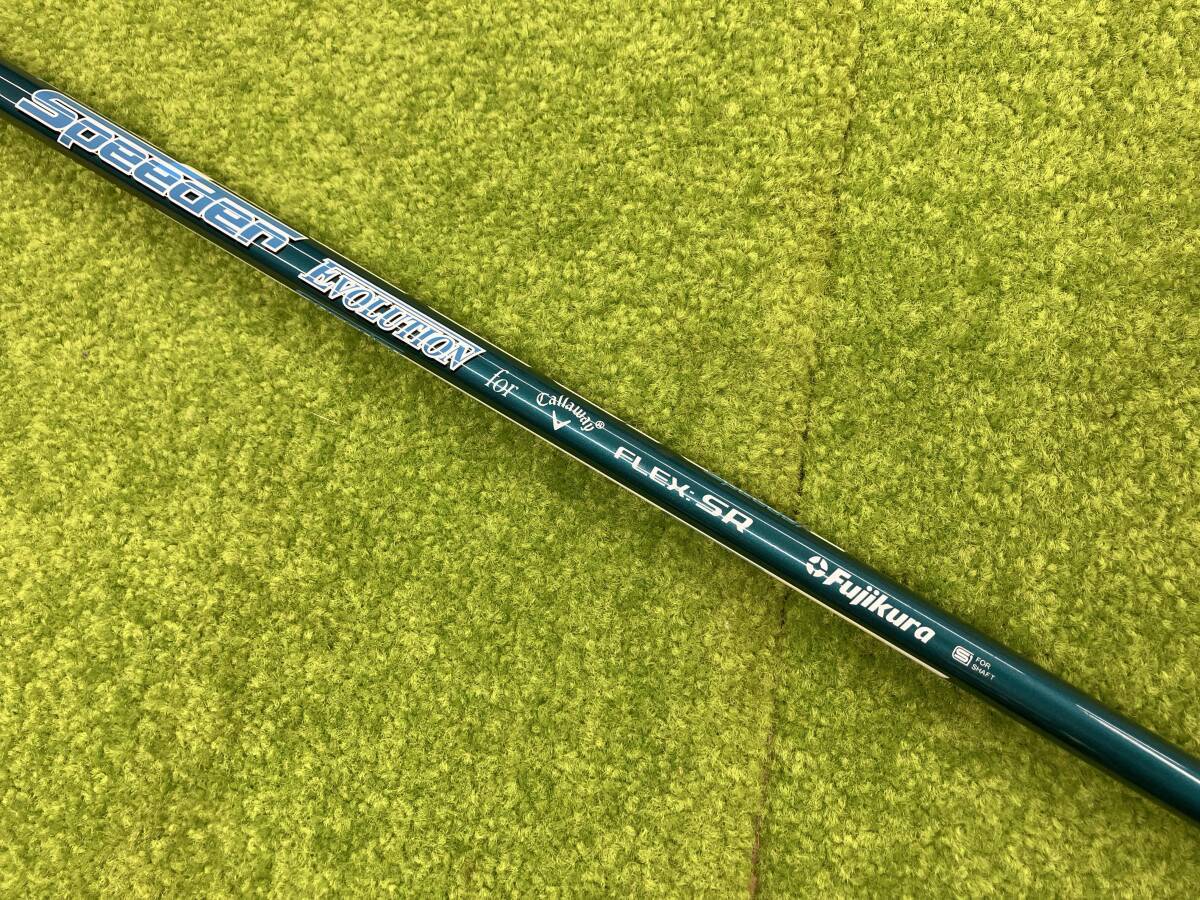 Speeder EVOLUTION for Callaway® FLEX:SR Fujikura S FOR
SHAFT